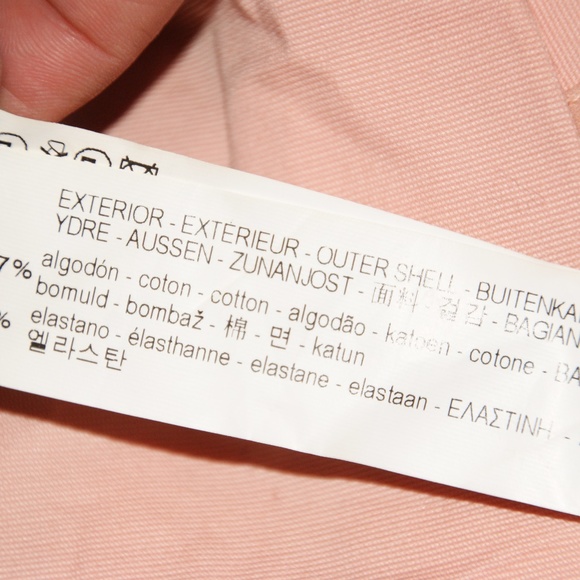 EXTERIOR - EXTÉRIEUR - OUTER SHELL - BUITENKA
YDRE - AUSSEN - ZUNANJOST - 面料 - 겉감 - BAGIAN
7% algodón - coton - cotton - algodão - katoen - cotone - BA
bomuld - bombaž - 棉 - 면 - katun
% elastano - élasthanne - elastane - elastaan - ΕΛΑΣΤΙΝΗ -
엘라스탄